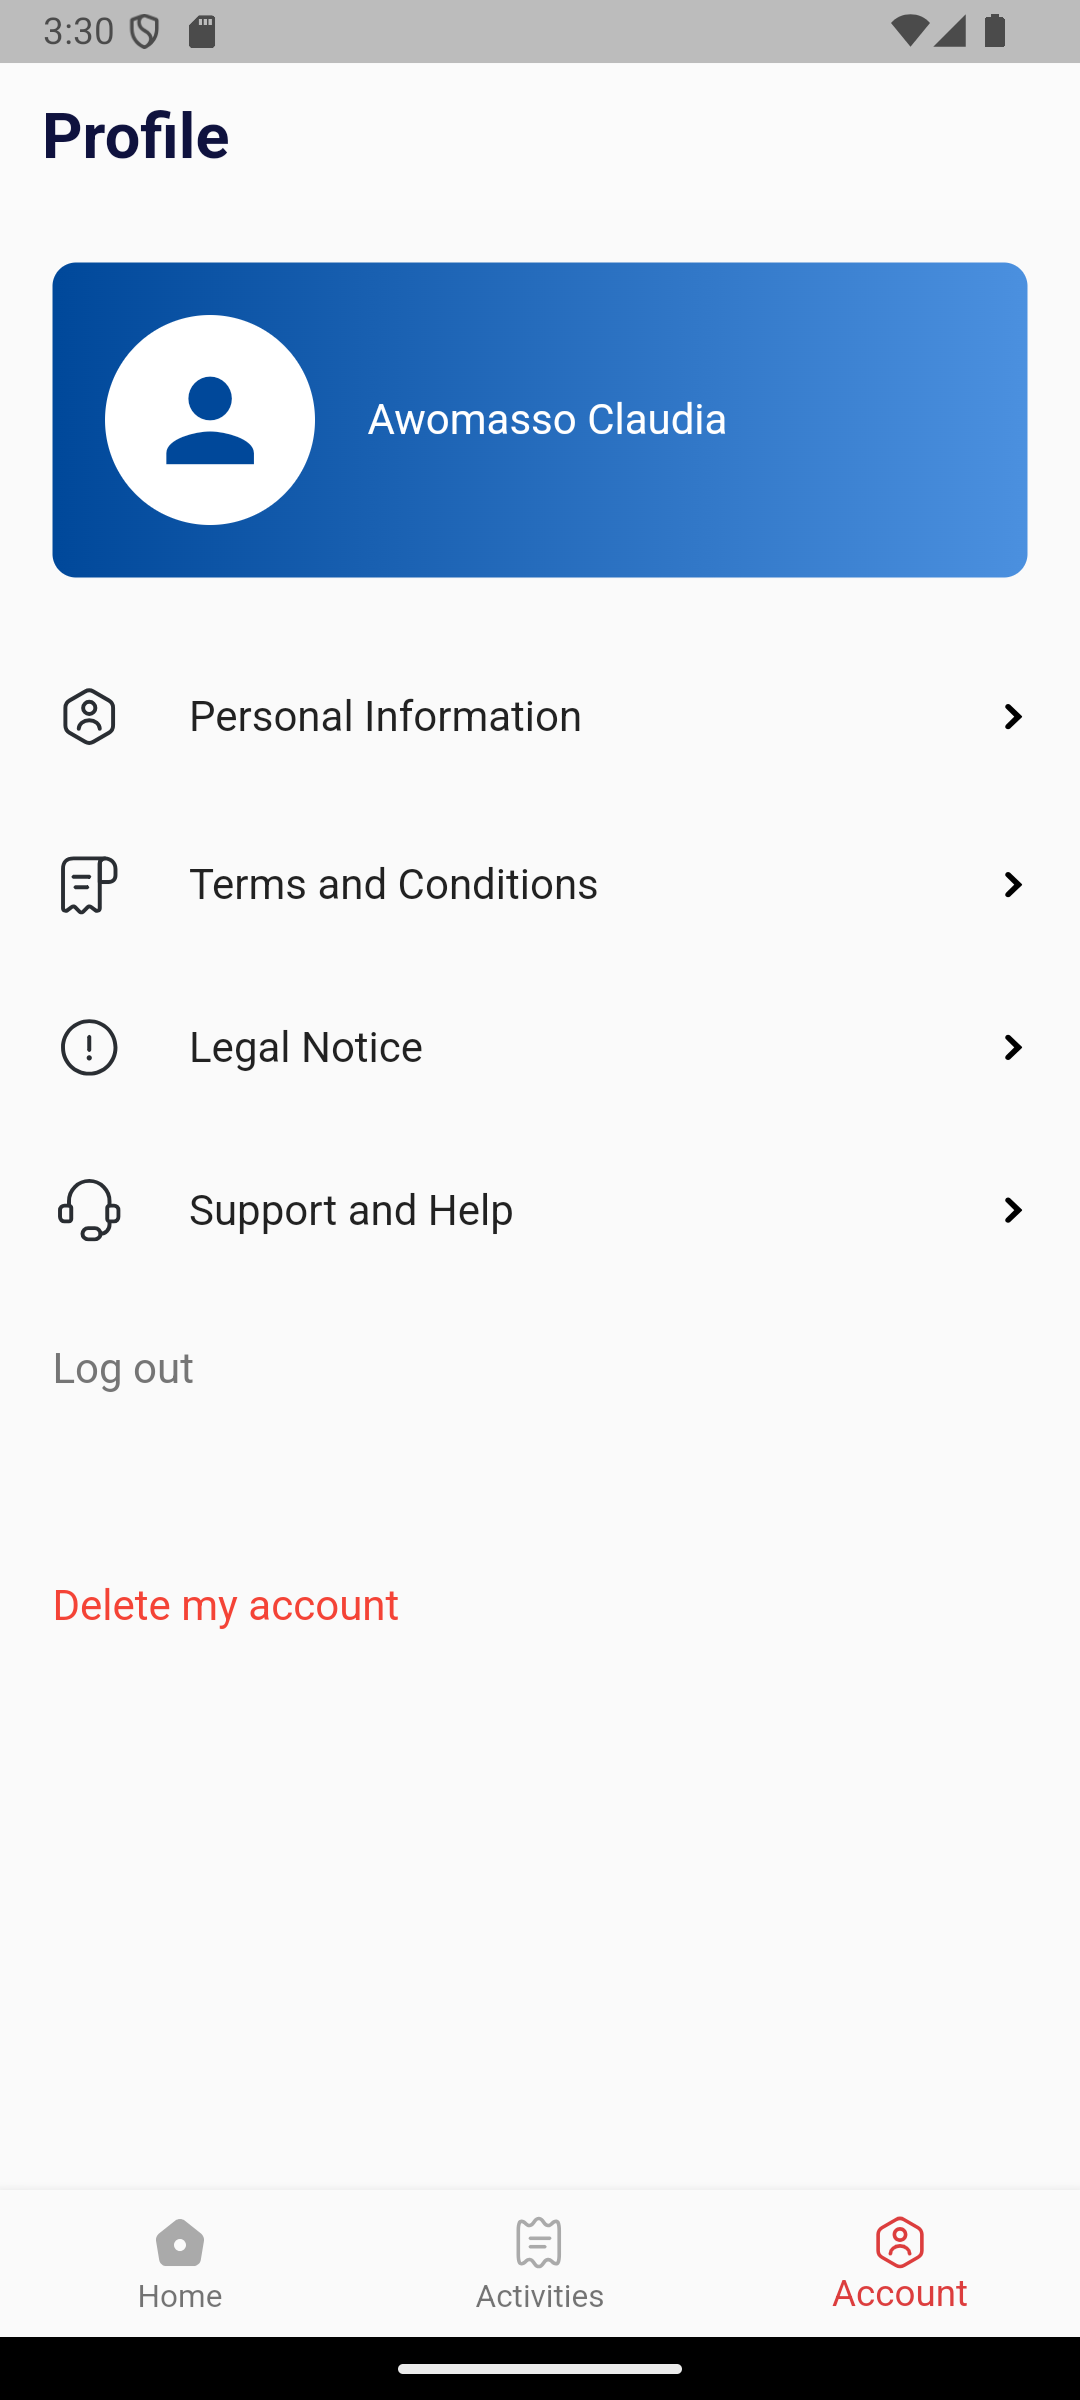 3:30
Profile
Awomasso Claudia
Personal Information
Terms and Conditions
Legal Notice
Support and Help
Log out
Delete my account
Home
Activities
Account